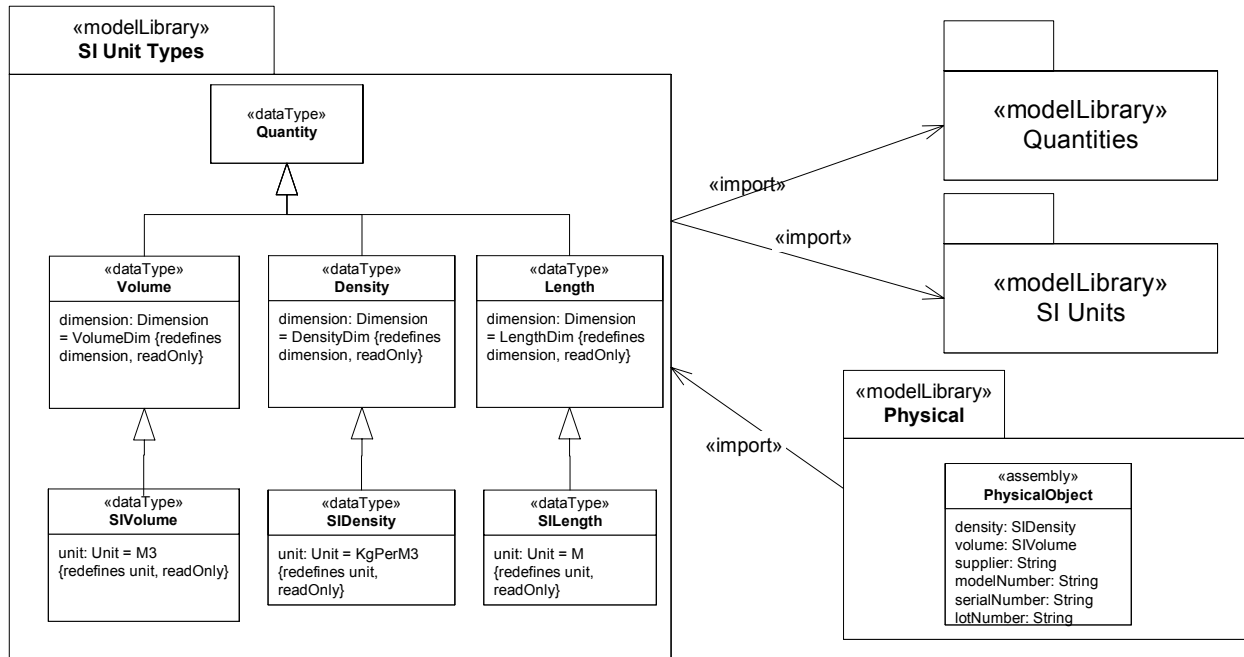 «modelLibrary»
SI Unit Types
«dataType»
Quantity
«dataType»
Volume
dimension: Dimension
= VolumeDim {redefines
dimension, readOnly}
«dataType»
Density
dimension: Dimension
= DensityDim {redefines
dimension, readOnly}
«dataType»
Length
dimension: Dimension
= LengthDim {redefines
dimension, readOnly}
«dataType»
SIVolume
unit: Unit = M3
{redefines unit, readOnly}
«dataType»
SIDensity
unit: Unit = KgPerM3
{redefines unit,
readOnly}
«dataType»
SILength
unit: Unit = M
{redefines unit,
readOnly}
«import»
«modelLibrary»
Quantities
«import»
«modelLibrary»
SI Units
«import»
«modelLibrary»
Physical
«assembly»
PhysicalObject
density: SIDensity
volume: SIVolume
supplier: String
modelNumber: String
serialNumber: String
lotNumber: String